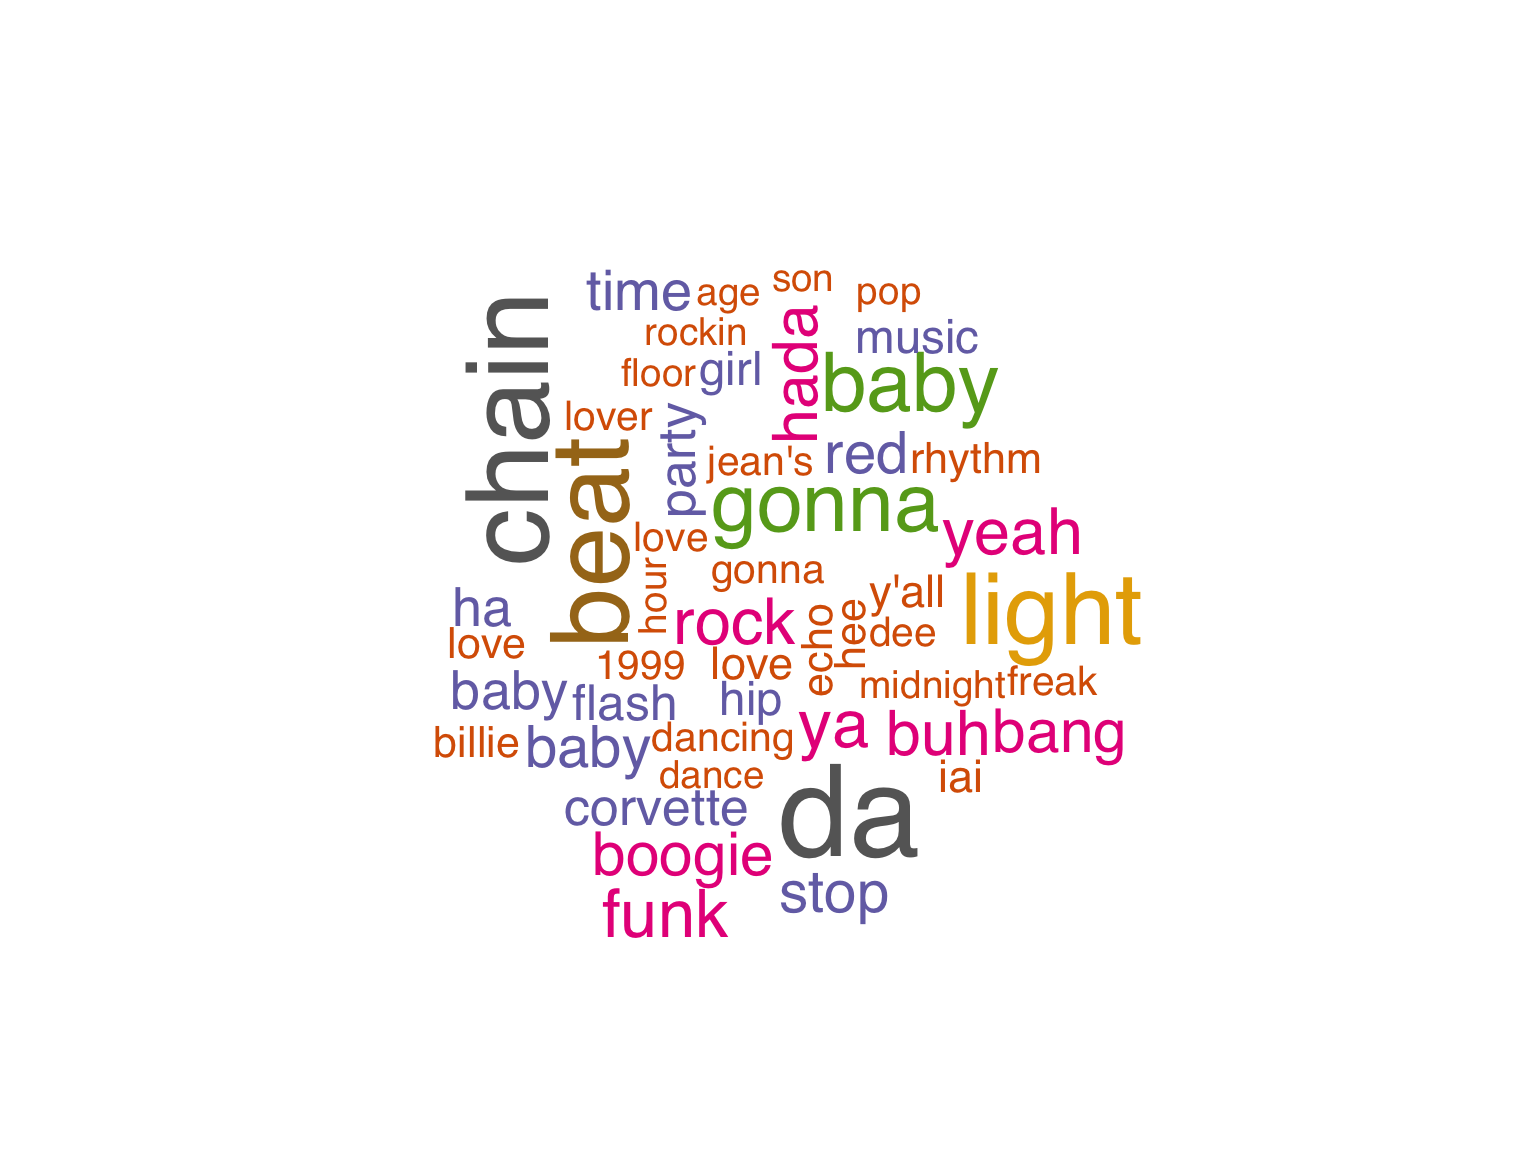 time age son pop
rockin hada music
chain floor girl baby
lover party jean's red rhythm
beat gonna yeah
love gonna
ha hour rock echo hee y'all light
love dee
1999 love midnight freak
baby flash hip
billie baby dancing ya buh bang
dance iai
corvette da
boogie
funk stop